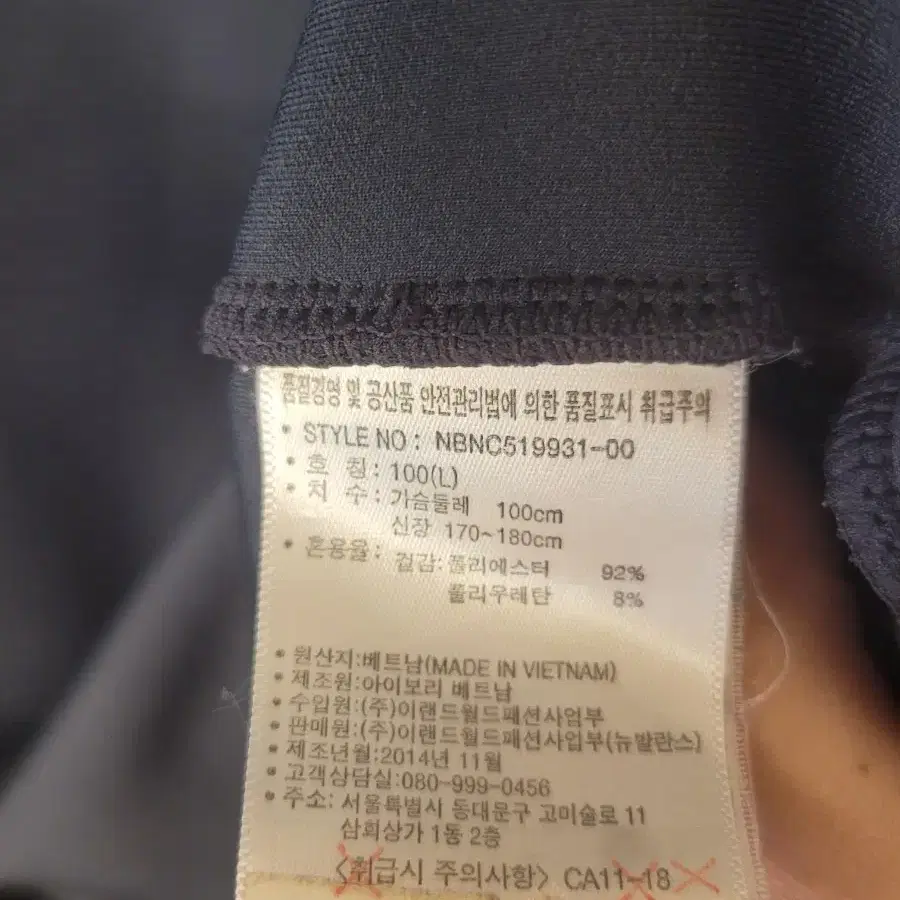 품질경영 및 공산품 안전관리법에 의한 품질표시 취급주의
• STYLE NO : NBNC519931-00
• 호 칭 : 100(L)
• 치 수 : 가슴둘레 100cm
신장 170~180cm
• 혼용율 : 겉감:폴리에스터 92%
폴리우레탄 8%
• 원산지:베트남(MADE IN VIETNAM)
• 제조원:아이보리 베트남
• 수입원:(주)이랜드월드패션사업부
• 판매원:(주)이랜드월드패션사업부(뉴발란스)
• 제조년월:2014년 11월
• 고객상담실:080-999-0456
• 주소: 서울특별시 동대문구 고미술로 11
삼희상가 1동 2층
<취급시 주의사항> CA11-18